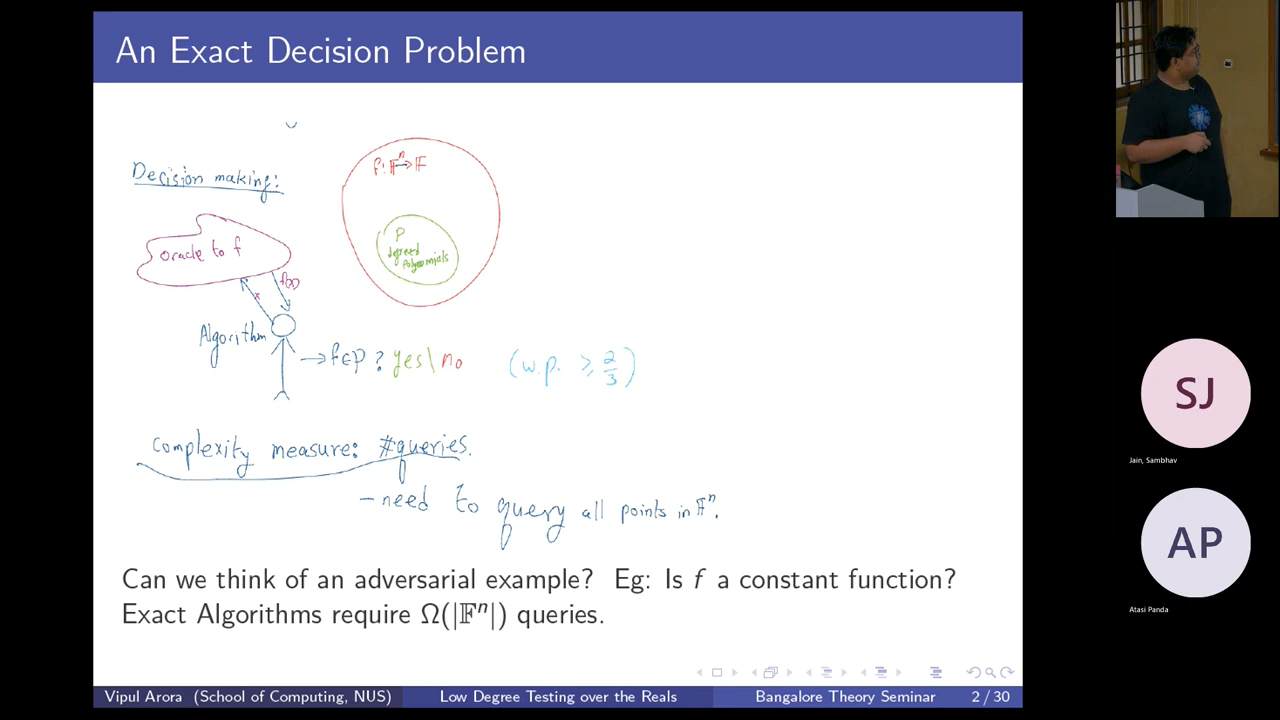 An Exact Decision Problem
Decision making:
f: 𝔽ⁿ → 𝔽
P
degree d
polynomials
oracle to f
x
f(x)
Algorithm
→ f∈P ? yes\no (w.p. ≥ 2/3)
complexity measure: #queries.
- need to query all points in 𝔽ⁿ.
Can we think of an adversarial example? Eg: Is f a constant function?
Exact Algorithms require Ω(|𝔽ⁿ|) queries.
Vipul Arora (School of Computing, NUS) Low Degree Testing over the Reals Bangalore Theory Seminar 2 / 30
SJ
Jain, Sambhav
AP
Atasi Panda